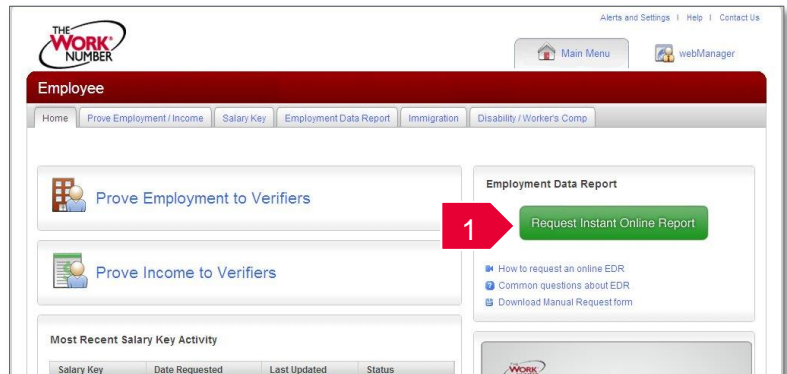 Alerts and Settings | Help | Contact Us
THE
WORK
NUMBER
Main Menu
webManager
Employee
Home
Prove Employment / Income
Salary Key
Employment Data Report
Immigration
Disability / Worker's Comp
Prove Employment to Verifiers
Prove Income to Verifiers
Most Recent Salary Key Activity
Salary Key Date Requested Last Updated Status
Employment Data Report
1
Request Instant Online Report
How to request an online EDR
Common questions about EDR
Download Manual Request form
THE
WORK